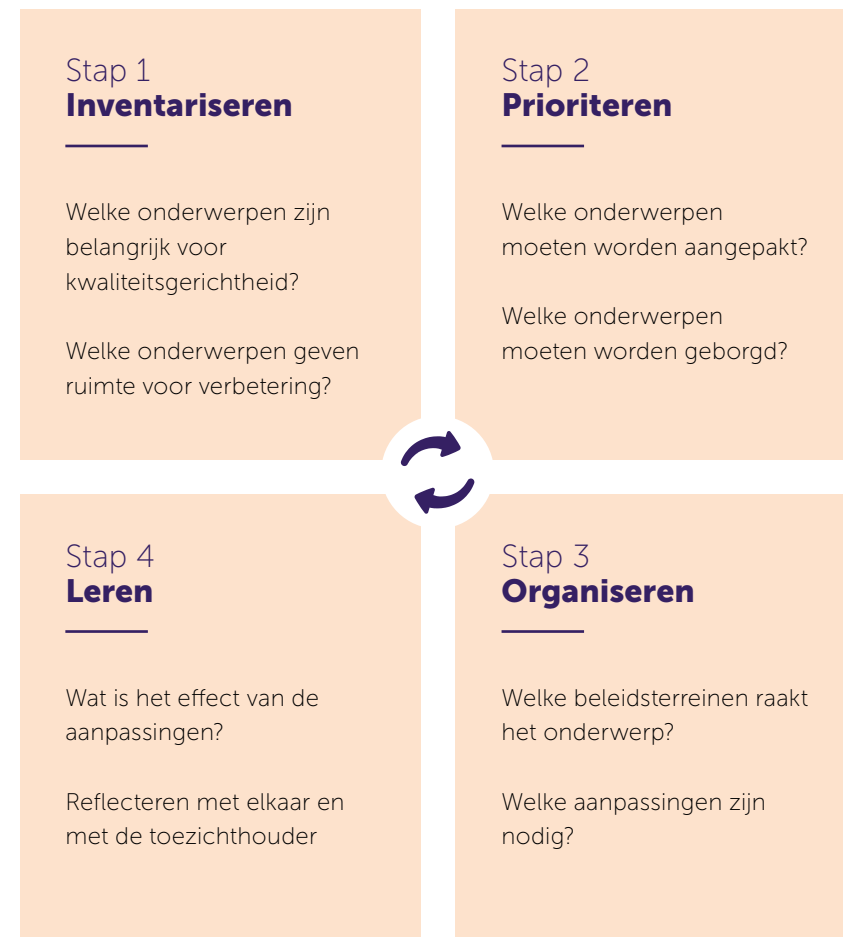 Stap 1
Inventariseren
Welke onderwerpen zijn
belangrijk voor
kwaliteitsgerichtheid?
Welke onderwerpen geven
ruimte voor verbetering?
Stap 2
Prioriteren
Welke onderwerpen
moeten worden aangepakt?
Welke onderwerpen
moeten worden geborgd?
Stap 3
Organiseren
Welke beleidsterreinen raakt
het onderwerp?
Welke aanpassingen zijn
nodig?
Stap 4
Leren
Wat is het effect van de
aanpassingen?
Reflecteren met elkaar en
met de toezichthouder